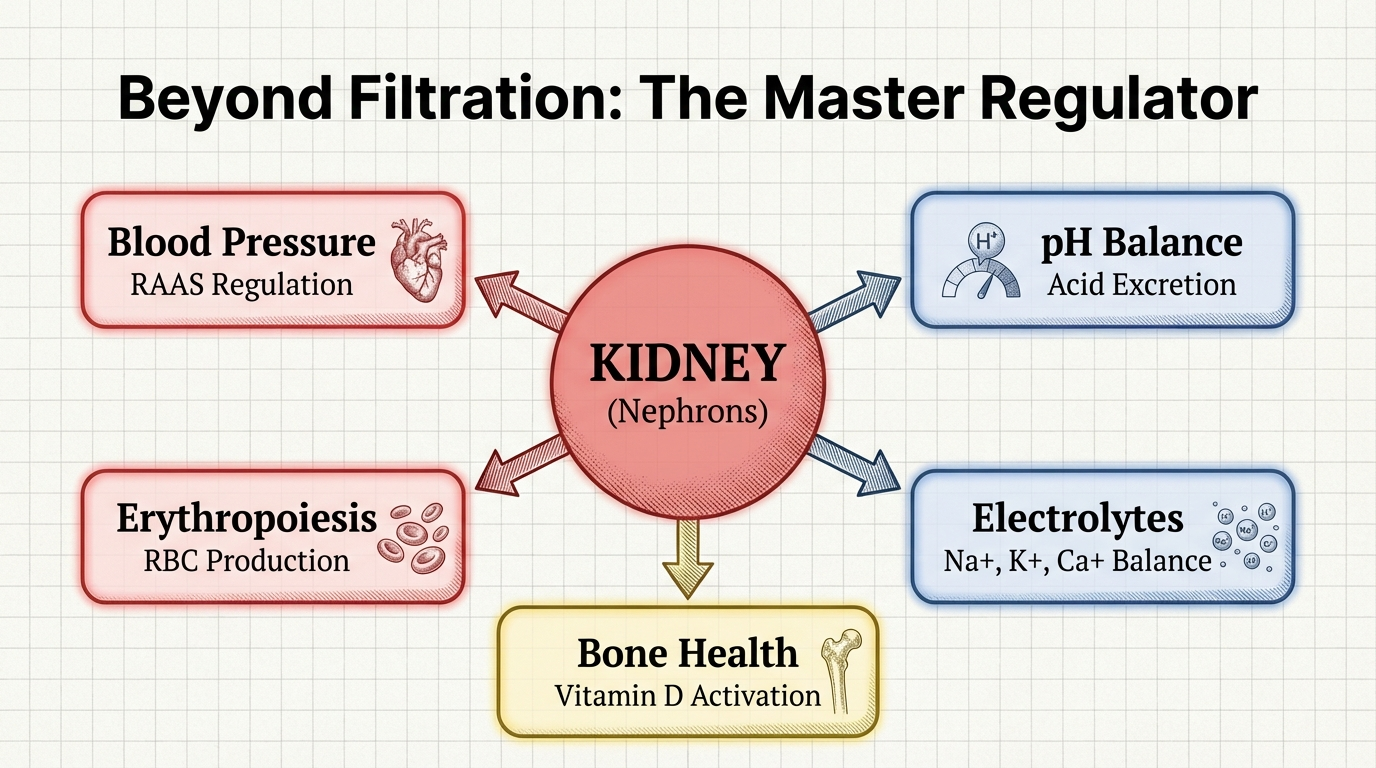 Beyond Filtration: The Master Regulator
Blood Pressure
RAAS Regulation
H+
pH Balance
Acid Excretion
KIDNEY
(Nephrons)
Erythropoiesis
RBC Production
Electrolytes
Na+, K+, Ca+ Balance
Bone Health
Vitamin D Activation